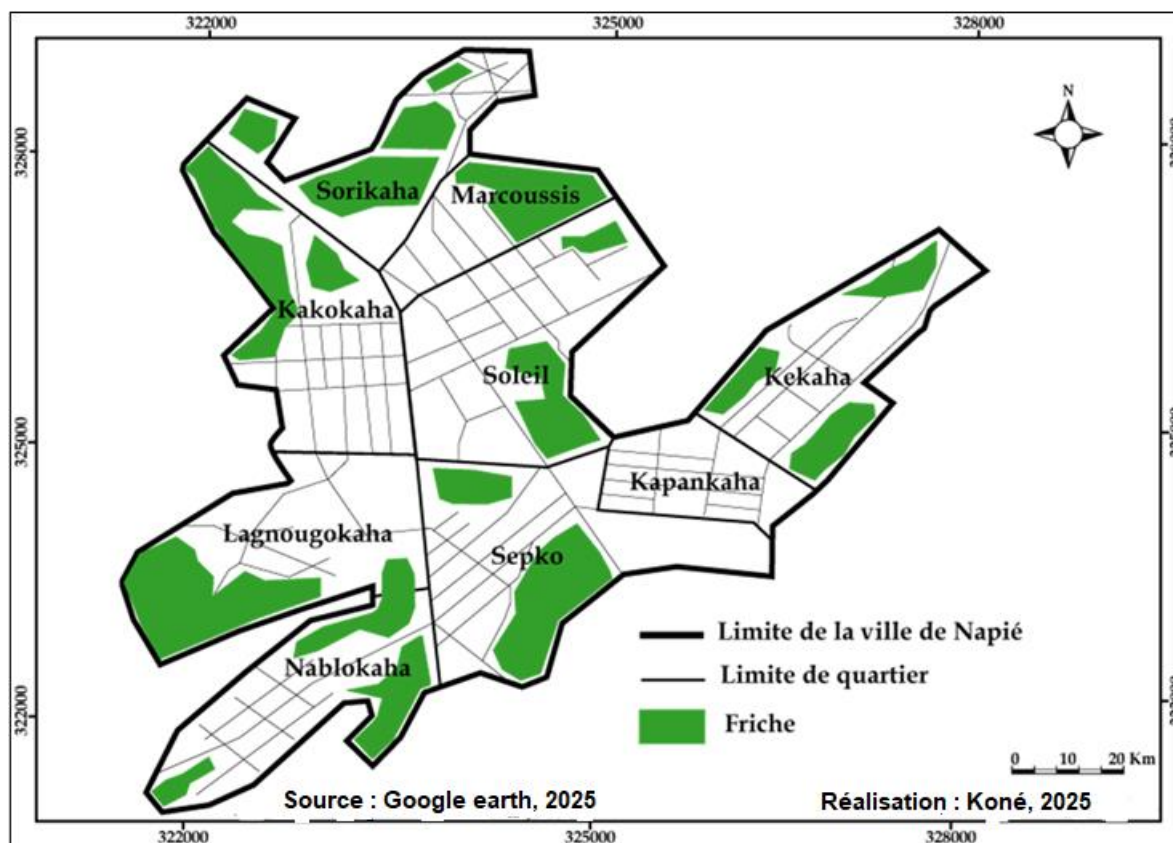 322000
325000
328000
N
328000
Sorikaha
Marcoussis
Kakokaha
Soleil
Kekaha
325000
Kapankaha
Lagnougokaha
Sepko
Limite de la ville de Napié
Náblokaha
Limite de quartier
322000
Friche
0 10 20 Km
Source : Google earth, 2025
Réalisation : Koné, 2025
322000
325000
328000